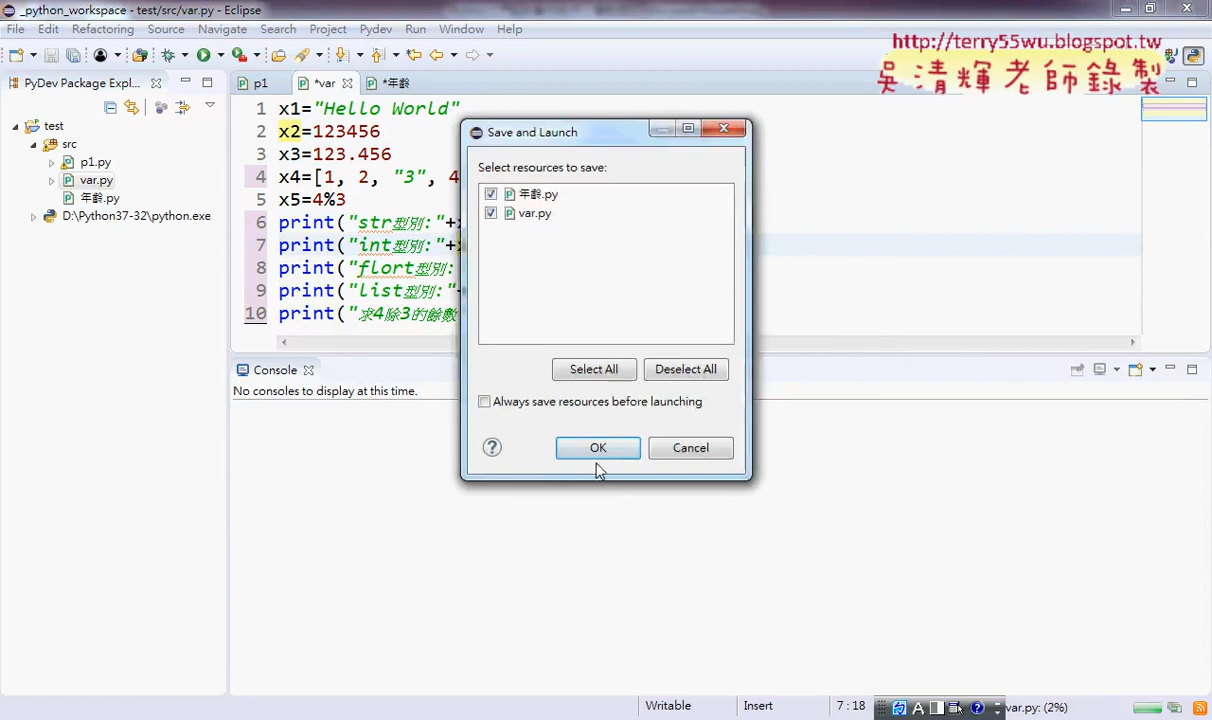 _python_workspace - test/src/var.py - Eclipse
File Edit Refactoring Source Navigate Search Project Pydev Run Window Help
http://terry55wu.blogspot.tw
吳清輝老師錄製
PyDev Package Expl...
p1 *var *年齡
test
src
p1.py
var.py
年齡.py
D:\Python37-32\python.exe
1 x1="Hello World"
2 x2=123456
3 x3=123.456
4 x4=[1, 2, "3", 4
5 x5=4%3
6 print("str型別:"+x
7 print("int型別:"+
8 print("flort型別:
9 print("list型別:"+
10 print("求4除3的餘數
Save and Launch
Select resources to save:
年齡.py
var.py
Select All Deselect All
Always save resources before launching
OK Cancel
Console
No consoles to display at this time.
Writable Insert 7 : 18 var.py: (2%)